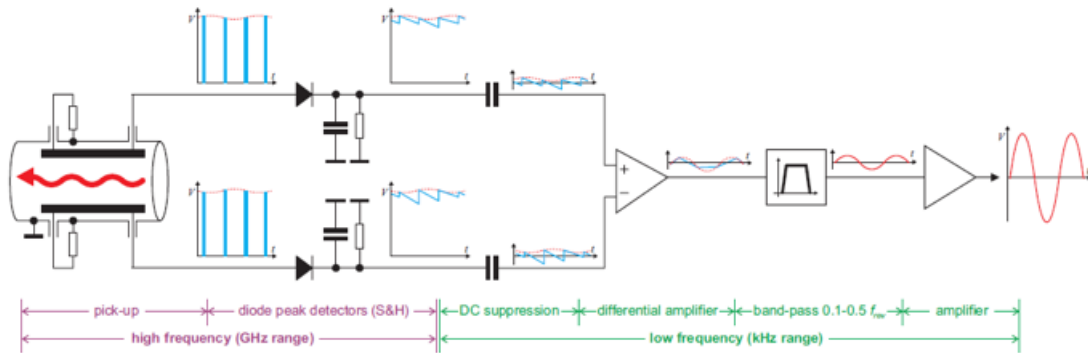 V
t
V
t
t
V
t
V
t
t
+
−
t
t
V
t
pick-up
diode peak detectors (S&H)
DC suppression
differential amplifier
band-pass 0.1-0.5 f_rev
amplifier
high frequency (GHz range)
low frequency (kHz range)